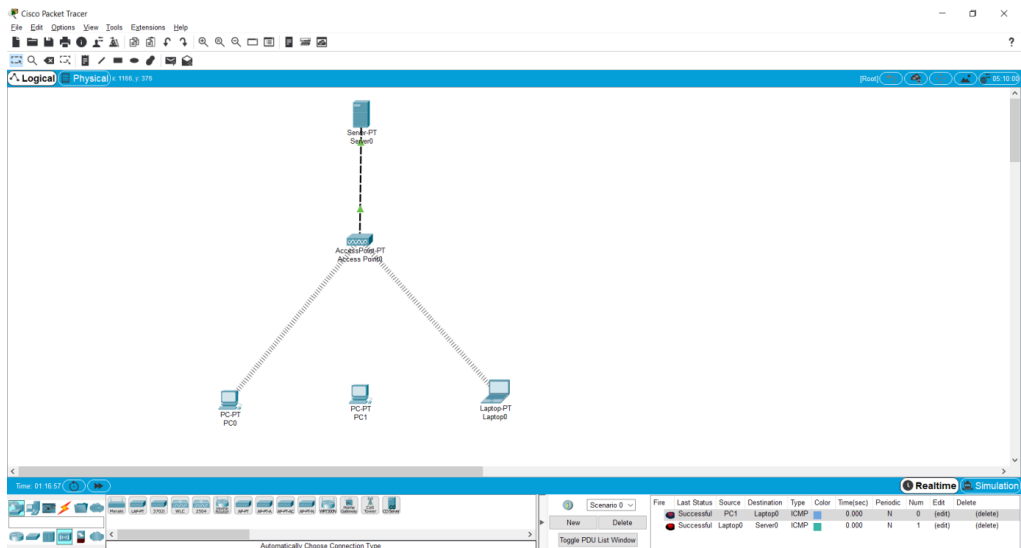 Cisco Packet Tracer
File Edit Options View Tools Extensions Help
?
Logical Physical x: 1166, y: 376 [Root] 05:10:00
Server-PT
Server0
AccessPoint-PT
Access Point0
PC-PT
PC0
PC-PT
PC1
Laptop-PT
Laptop0
Time: 01:16:57 Realtime Simulation
Scenario 0
New Delete
Toggle PDU List Window
Fire Last Status Source Destination Type Color Time(sec) Periodic Num Edit Delete
Successful PC1 Laptop0 ICMP 0.000 N 0 (edit) (delete)
Successful Laptop0 Server0 ICMP 0.000 N 1 (edit) (delete)
Automatically Choose Connection Type